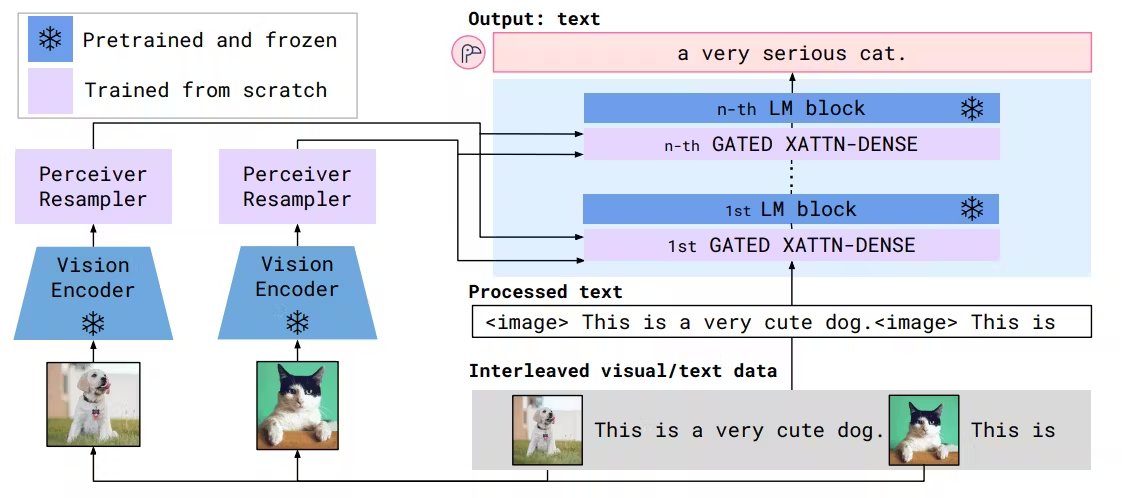 Pretrained and frozen
Trained from scratch
Perceiver
Resampler
Perceiver
Resampler
Vision
Encoder
Vision
Encoder
Output: text
a very serious cat.
n-th LM block
n-th GATED XATTN-DENSE
1st LM block
1st GATED XATTN-DENSE
Processed text
<image> This is a very cute dog.<image> This is
Interleaved visual/text data
This is a very cute dog.
This is